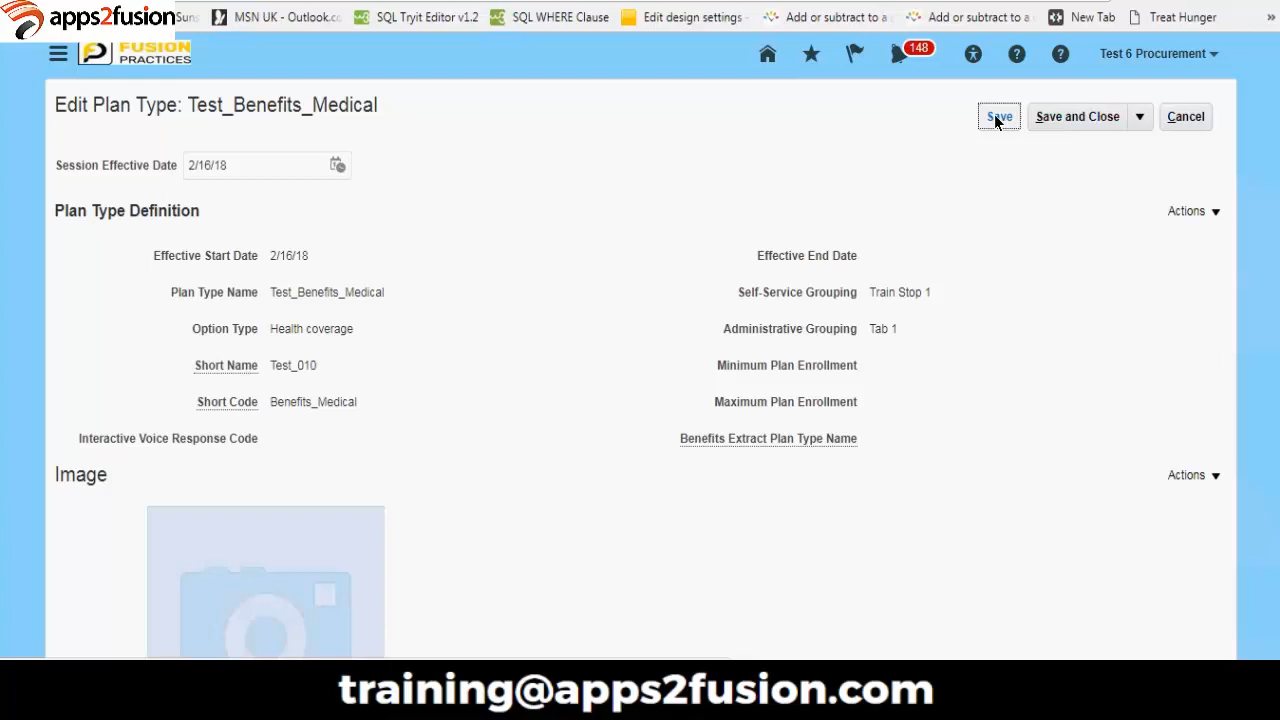 apps2fusion
Suns
MSN UK - Outlook.co
SQL Tryit Editor v1.2
SQL WHERE Clause
Edit design settings -
Add or subtract to a
Add or subtract to a
New Tab
Treat Hunger
»
FUSION
PRACTICES
148
Test 6 Procurement
Edit Plan Type: Test_Benefits_Medical
Save
Save and Close
Cancel
Session Effective Date 2/16/18
Plan Type Definition
Actions
Effective Start Date 2/16/18
Effective End Date
Plan Type Name Test_Benefits_Medical
Self-Service Grouping Train Stop 1
Option Type Health coverage
Administrative Grouping Tab 1
Short Name Test_010
Minimum Plan Enrollment
Short Code Benefits_Medical
Maximum Plan Enrollment
Interactive Voice Response Code
Benefits Extract Plan Type Name
Image
Actions
training@apps2fusion.com